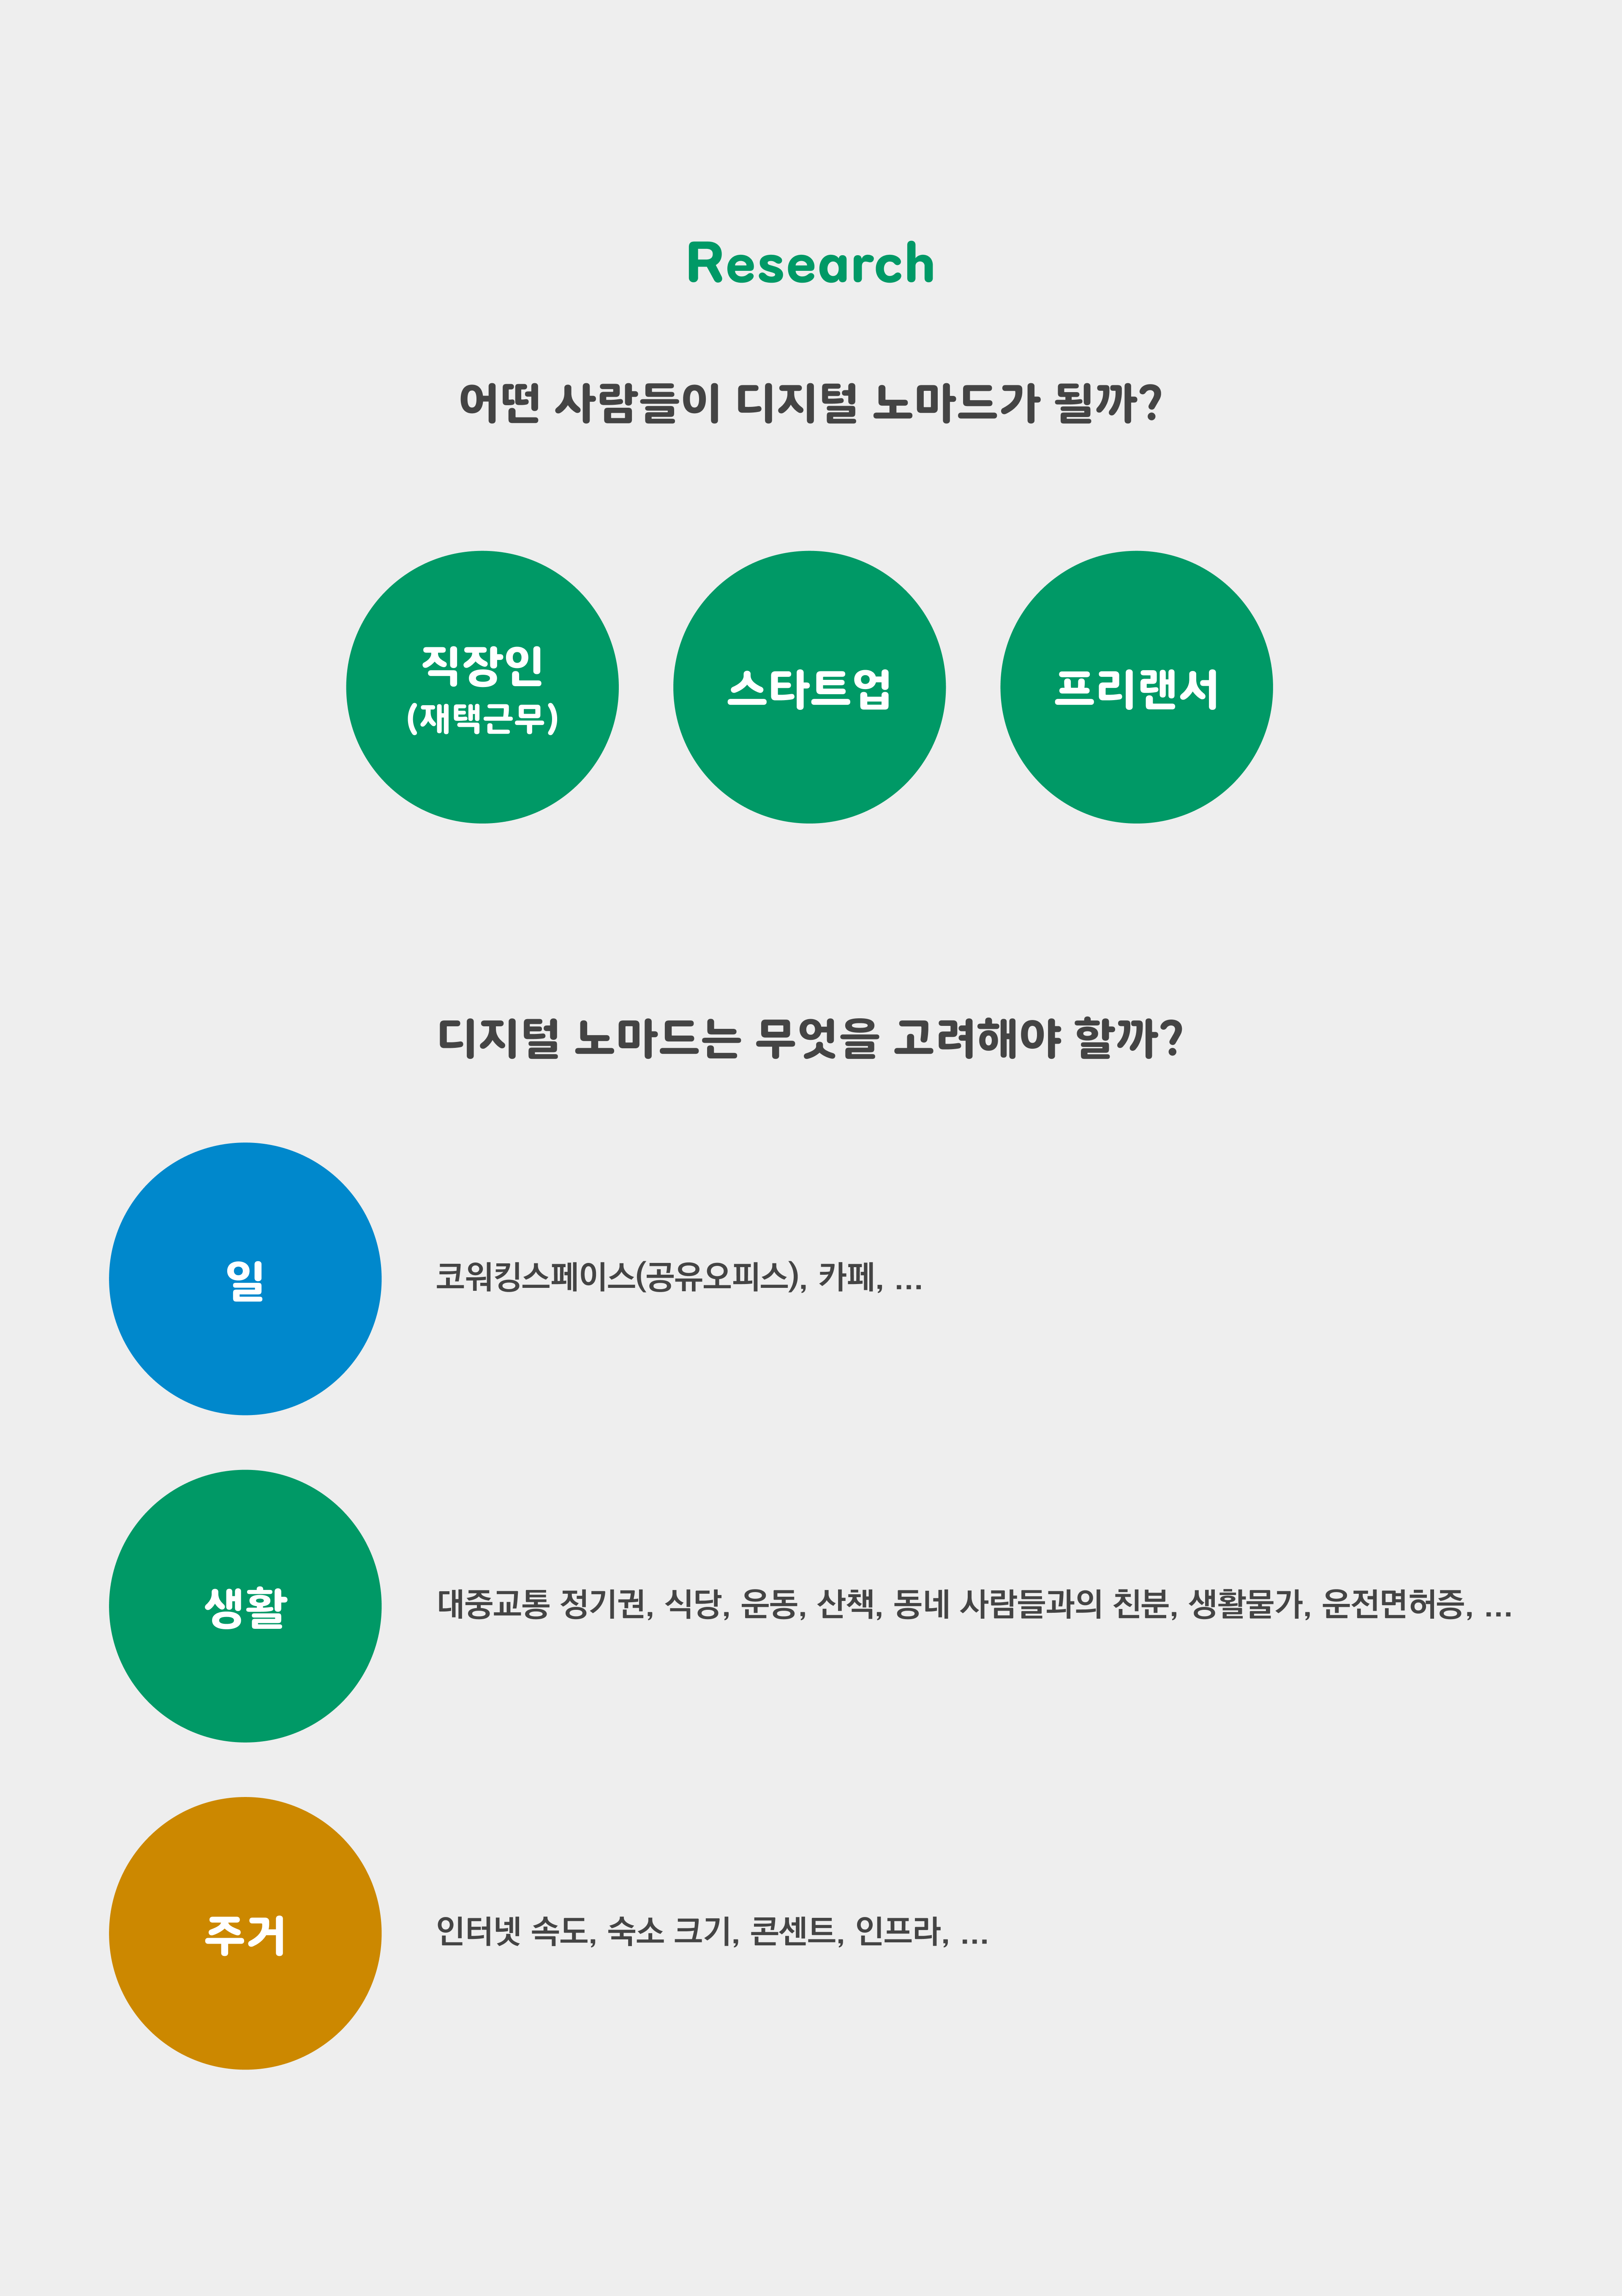 Research
어떤 사람들이 디지털 노마드가 될까?
직장인
(재택근무)
스타트업
프리랜서
디지털 노마드는 무엇을 고려해야 할까?
일
코워킹스페이스(공유오피스), 카페, ...
생활
대중교통 정기권, 식당, 운동, 산책, 동네 사람들과의 친분, 생활물가, 운전면허증, ...
주거
인터넷 속도, 숙소 크기, 콘센트, 인프라, ...